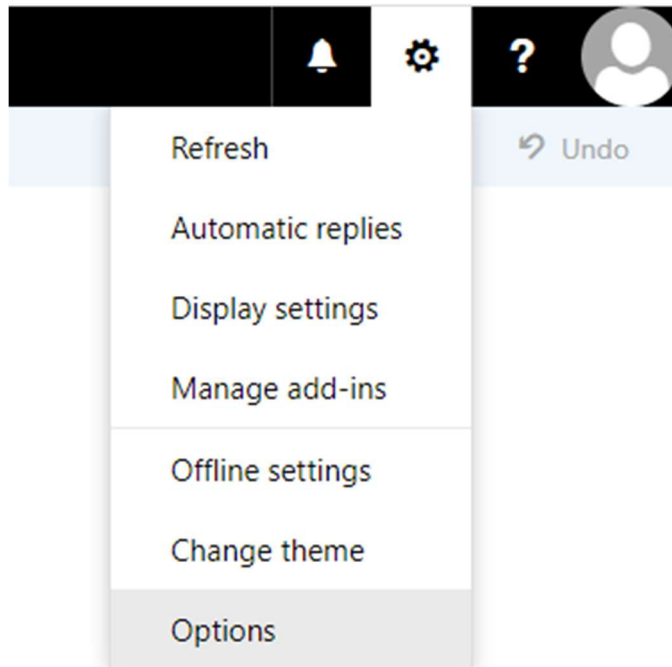 ?
Refresh
Undo
Automatic replies
Display settings
Manage add-ins
Offline settings
Change theme
Options